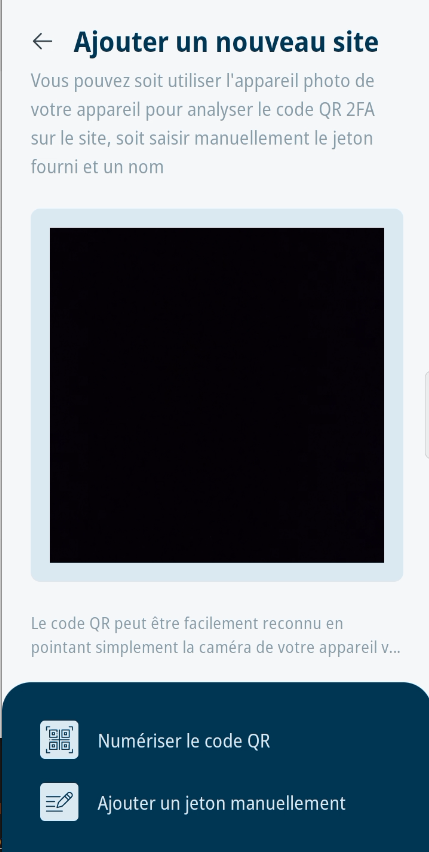 Ajouter un nouveau site
Vous pouvez soit utiliser l'appareil photo de
votre appareil pour analyser le code QR 2FA
sur le site, soit saisir manuellement le jeton
fourni et un nom
Le code QR peut être facilement reconnu en
pointant simplement la caméra de votre appareil v...
Numériser le code QR
Ajouter un jeton manuellement